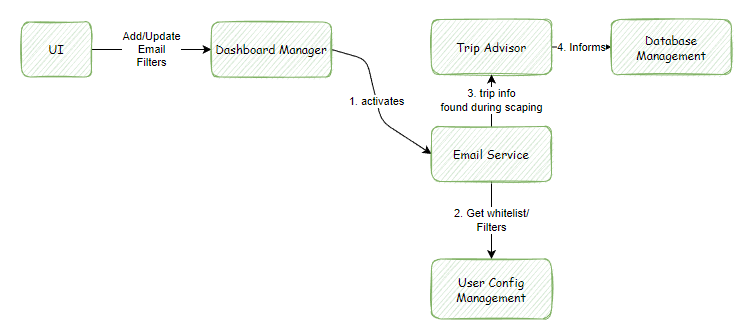 UI
Add/Update
Email
Filters
Dashboard Manager
1. activates
Trip Advisor
4. Informs
Database
Management
3. trip info
found during scaping
Email Service
2. Get whitelist/
Filters
User Config
Management